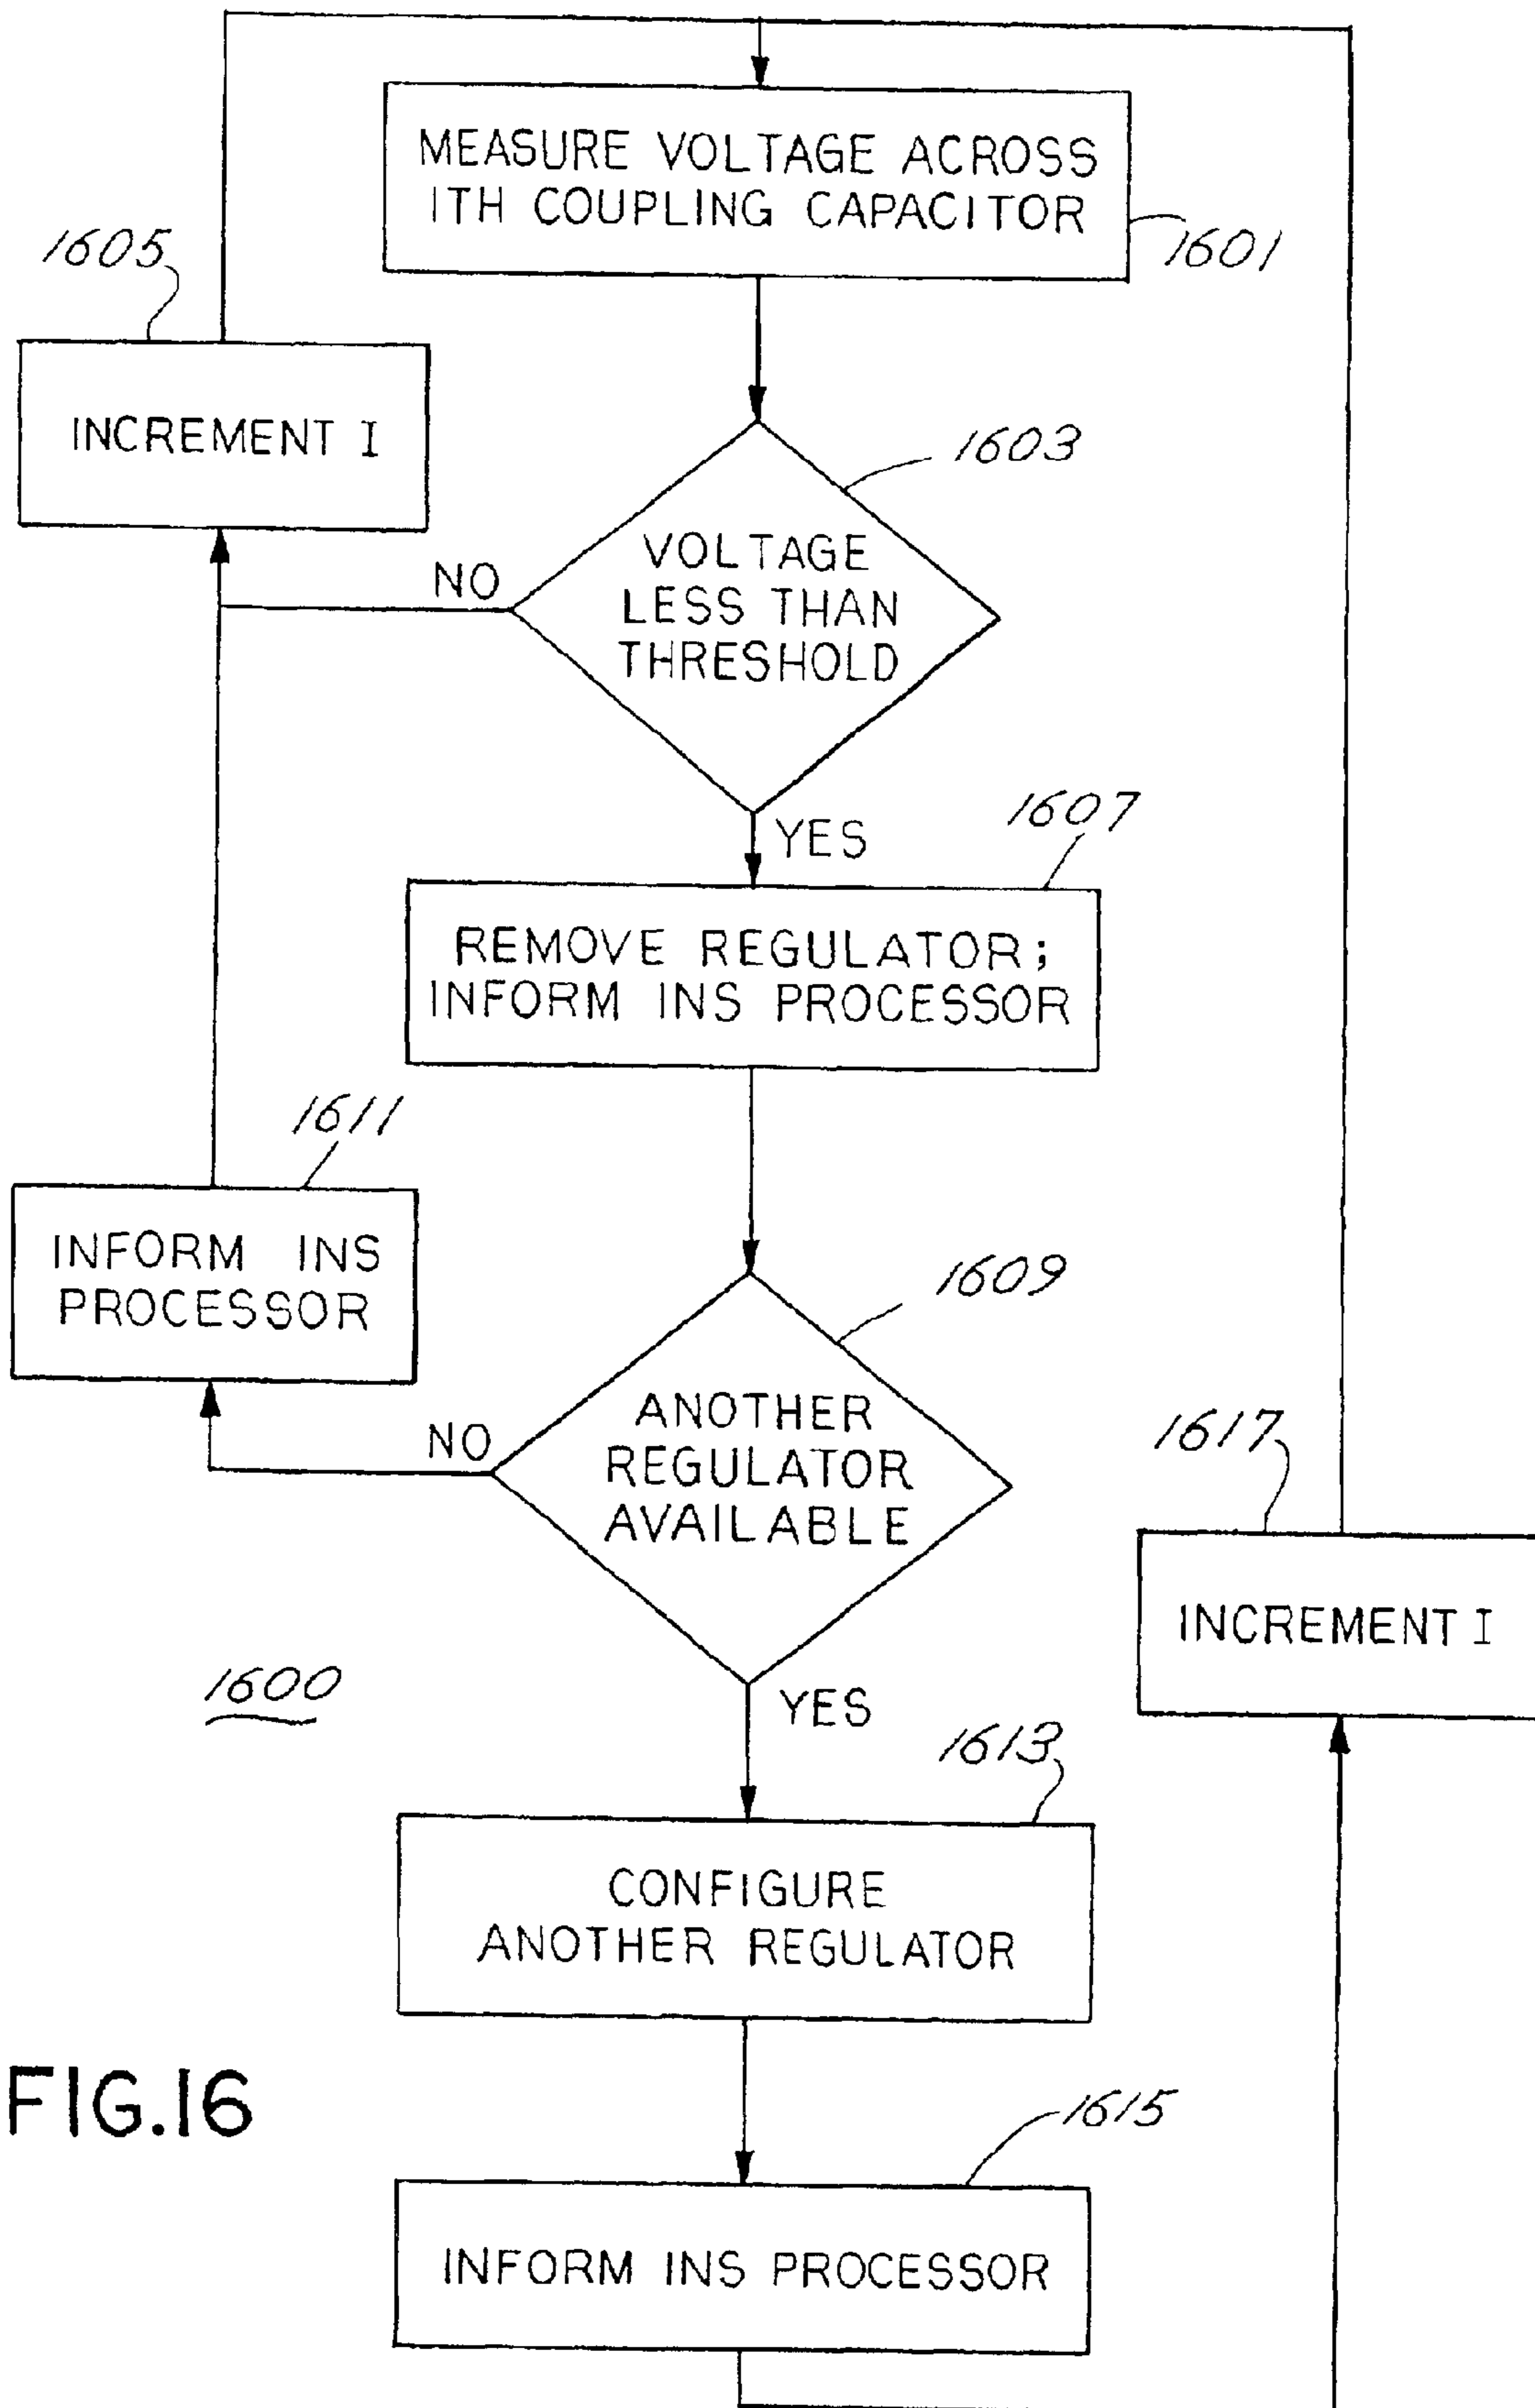 MEASURE VOLTAGE ACROSS
ITH COUPLING CAPACITOR
1601
1605
INCREMENT I
1603
VOLTAGE
LESS THAN
THRESHOLD
NO
YES
1607
REMOVE REGULATOR;
INFORM INS PROCESSOR
1611
INFORM INS
PROCESSOR
1609
ANOTHER
REGULATOR
AVAILABLE
NO
YES
1617
INCREMENT I
1600
1613
CONFIGURE
ANOTHER REGULATOR
FIG.16
1615
INFORM INS PROCESSOR